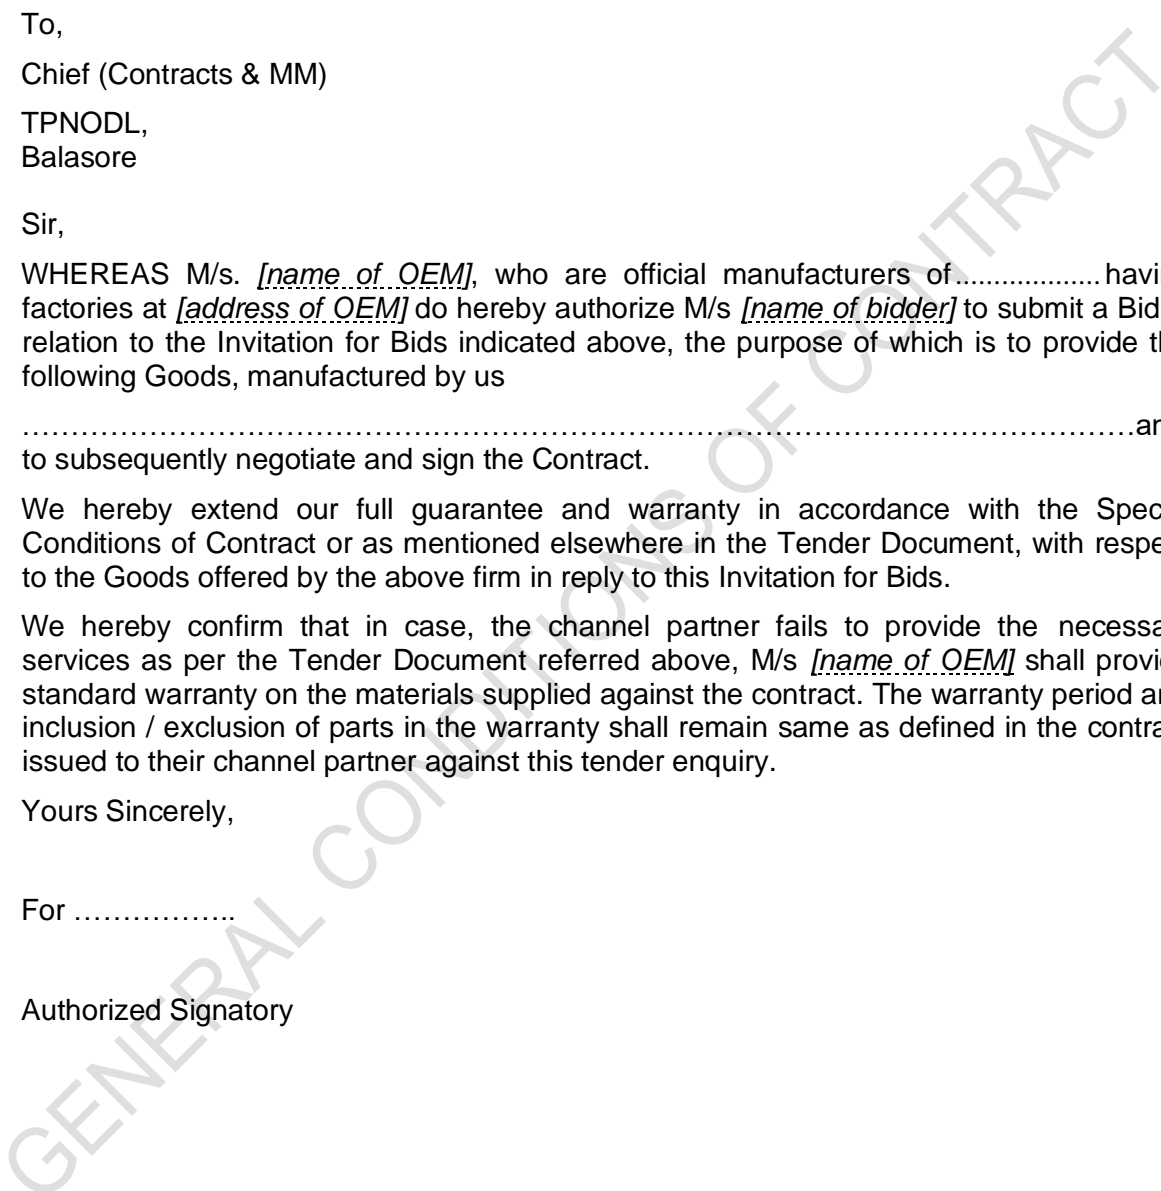 To,
Chief (Contracts & MM)
TPNODL,
Balasore
Sir,
WHEREAS M/s. [name of OEM], who are official manufacturers of.................. havi
factories at [address of OEM] do hereby authorize M/s [name of bidder] to submit a Bid
relation to the Invitation for Bids indicated above, the purpose of which is to provide t
following Goods, manufactured by us
……………………………………………………………………………………………………an
to subsequently negotiate and sign the Contract.
We hereby extend our full guarantee and warranty in accordance with the Spec
Conditions of Contract or as mentioned elsewhere in the Tender Document, with respe
to the Goods offered by the above firm in reply to this Invitation for Bids.
We hereby confirm that in case, the channel partner fails to provide the necessa
services as per the Tender Document referred above, M/s [name of OEM] shall provi
standard warranty on the materials supplied against the contract. The warranty period an
inclusion / exclusion of parts in the warranty shall remain same as defined in the contra
issued to their channel partner against this tender enquiry.
Yours Sincerely,
For ……………..
Authorized Signatory
GENERAL CONDITIONS OF CONTRACT